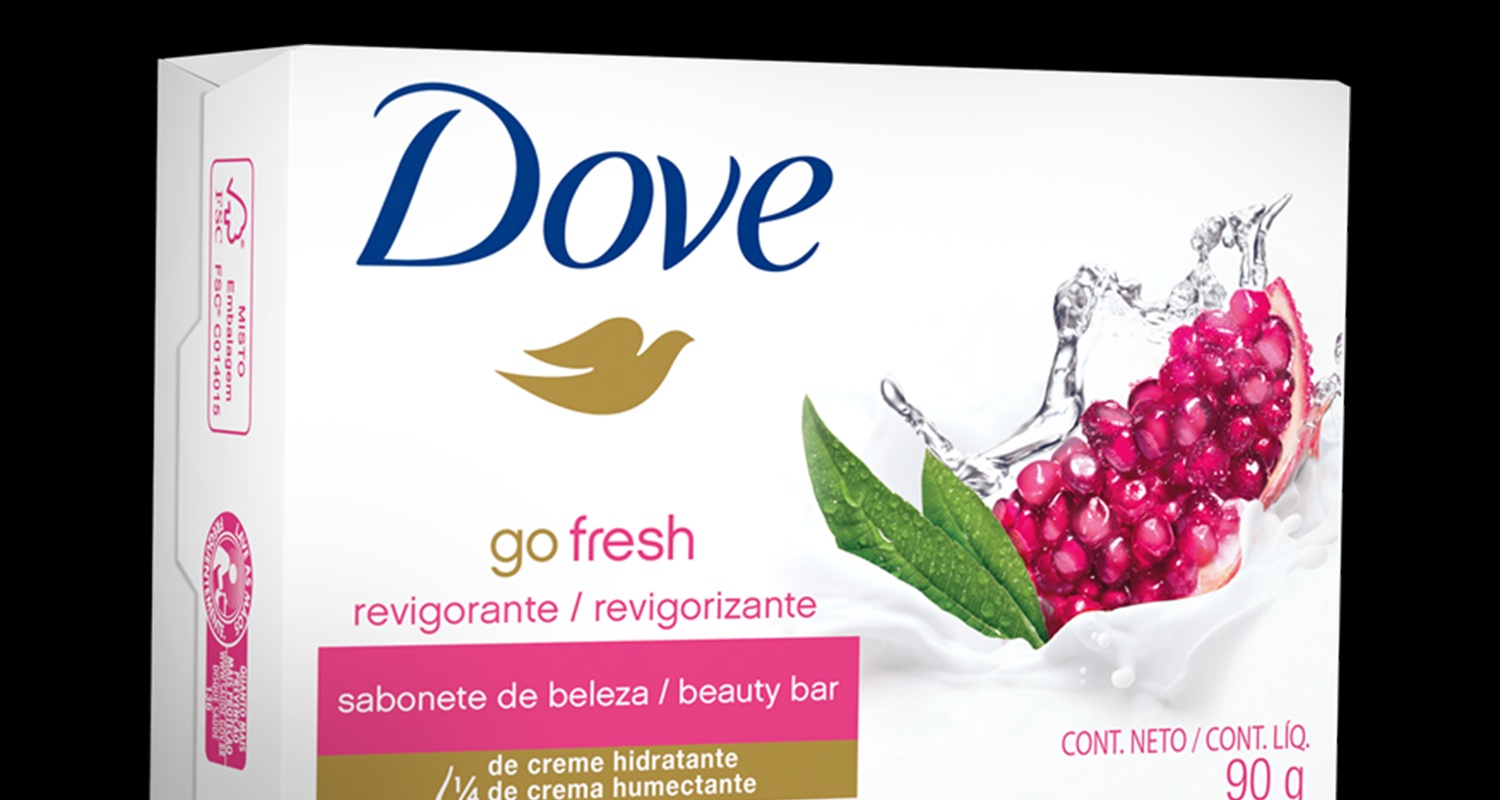 Dove
go fresh
revigorante / revigorizante
sabonete de beleza / beauty bar
1/4
de creme hidratante
de crema humectante
CONT. NETO / CONT. LÍQ.
90 g
MISTO
Embalagem
FSC® C014015
FSC